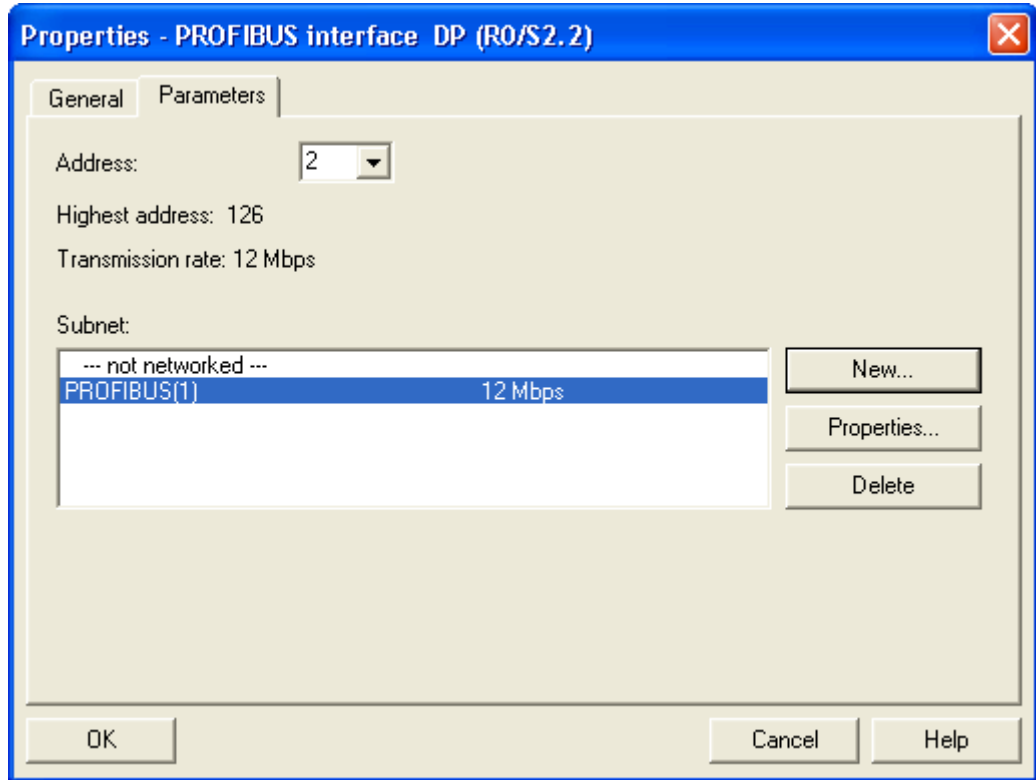 Properties - PROFIBUS interface DP (R0/S2.2)
General Parameters
Address: 2
Highest address: 126
Transmission rate: 12 Mbps
Subnet:
--- not networked ---
PROFIBUS(1) 12 Mbps
New...
Properties...
Delete
OK Cancel Help